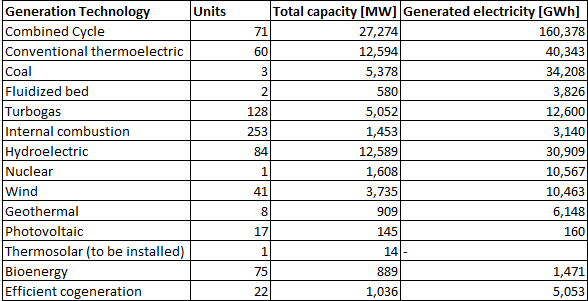 Generation Technology Units Total capacity [MW] Generated electricity [GWh]
Combined Cycle 71 27,274 160,378
Conventional thermoelectric 60 12,594 40,343
Coal 3 5,378 34,208
Fluidized bed 2 580 3,826
Turbogas 128 5,052 12,600
Internal combustion 253 1,453 3,140
Hydroelectric 84 12,589 30,909
Nuclear 1 1,608 10,567
Wind 41 3,735 10,463
Geothermal 8 909 6,148
Photovoltaic 17 145 160
Thermosolar (to be installed) 1 14 -
Bioenergy 75 889 1,471
Efficient cogeneration 22 1,036 5,053